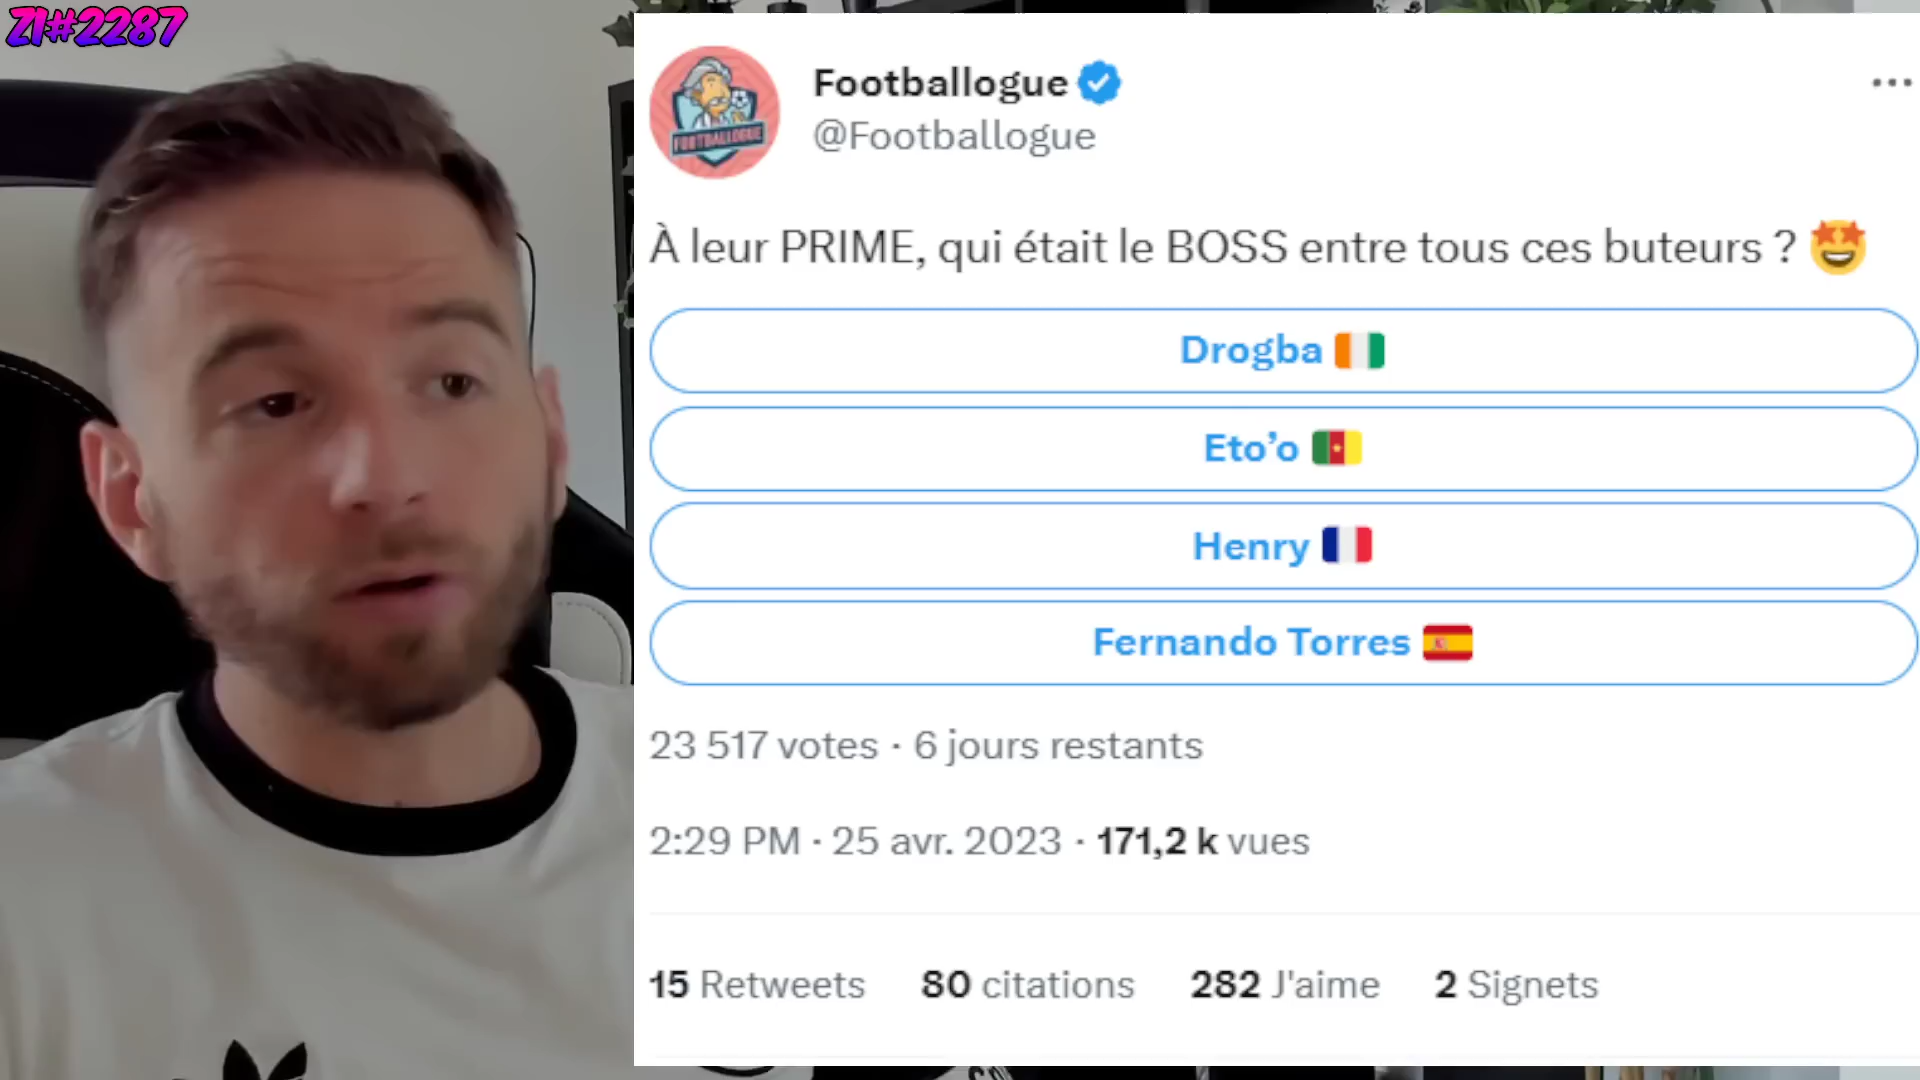 ZI#2287
Footballogue
@Footballogue
FOOTBALLOGUE
À leur PRIME, qui était le BOSS entre tous ces buteurs ? 🤩
Drogba 🇨🇮
Eto’o 🇨🇲
Henry 🇫🇷
Fernando Torres 🇪🇸
23 517 votes · 6 jours restants
2:29 PM · 25 avr. 2023 · 171,2 k vues
15 Retweets 80 citations 282 J'aime 2 Signets